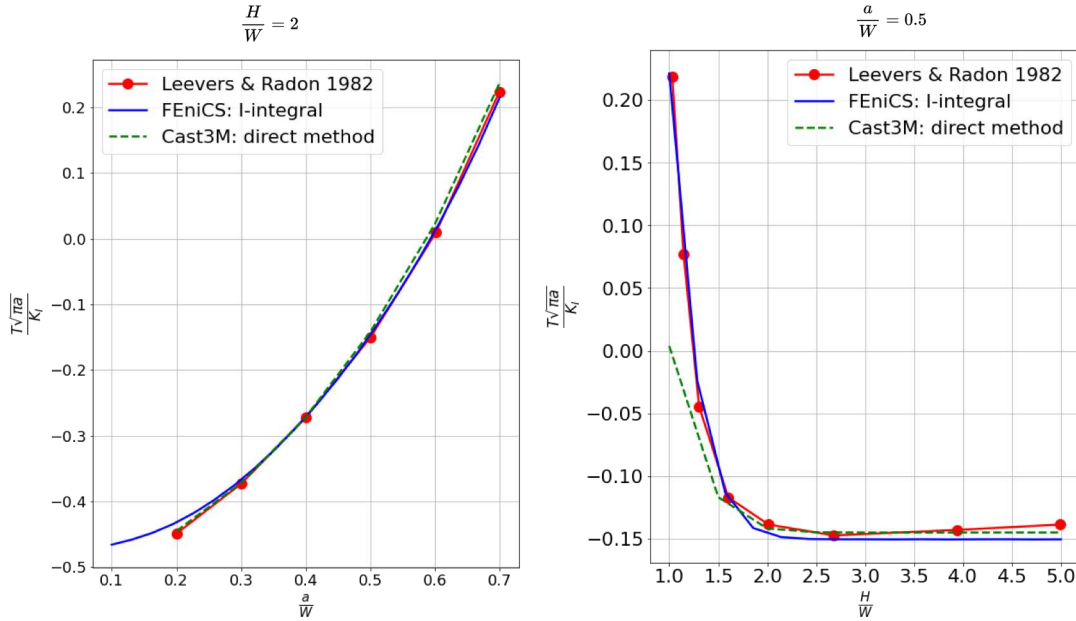 H/W = 2
Leevers & Radon 1982
FEniCS: I-integral
Cast3M: direct method
0.2
0.1
0.0
−0.1
−0.2
−0.3
−0.4
−0.5
T√πa/K_I
0.1 0.2 0.3 0.4 0.5 0.6 0.7
a/W
a/W = 0.5
Leevers & Radon 1982
FEniCS: I-integral
Cast3M: direct method
0.20
0.15
0.10
0.05
0.00
−0.05
−0.10
−0.15
T√πa/K_I
1.0 1.5 2.0 2.5 3.0 3.5 4.0 4.5 5.0
H/W